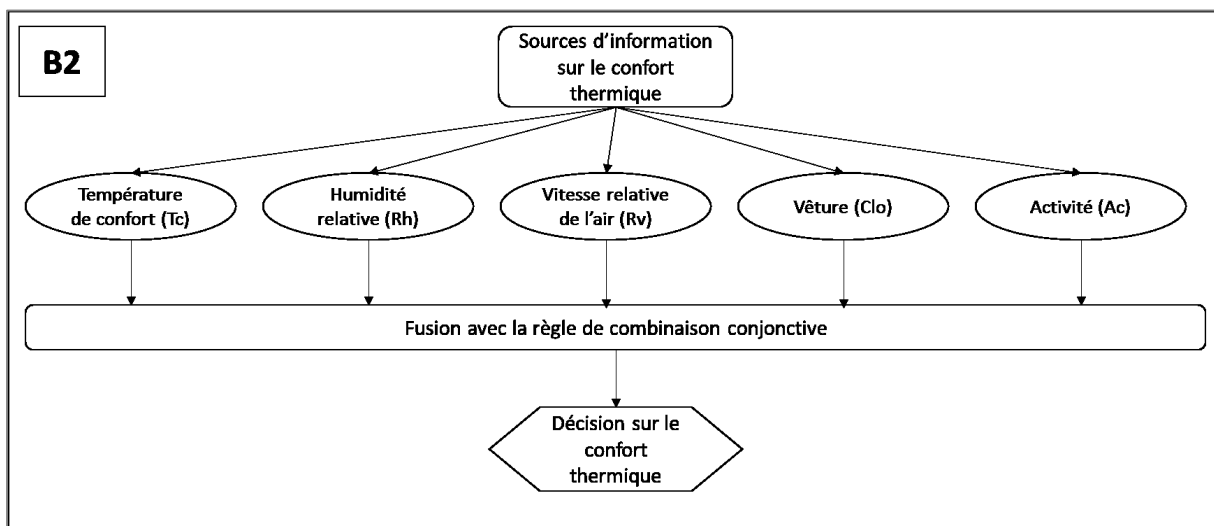 B2
Sources d’information
sur le confort
thermique
Température
de confort (Tc)
Humidité
relative (Rh)
Vitesse relative
de l’air (Rv)
Vêture (Clo)
Activité (Ac)
Fusion avec la règle de combinaison conjonctive
Décision sur le
confort
thermique